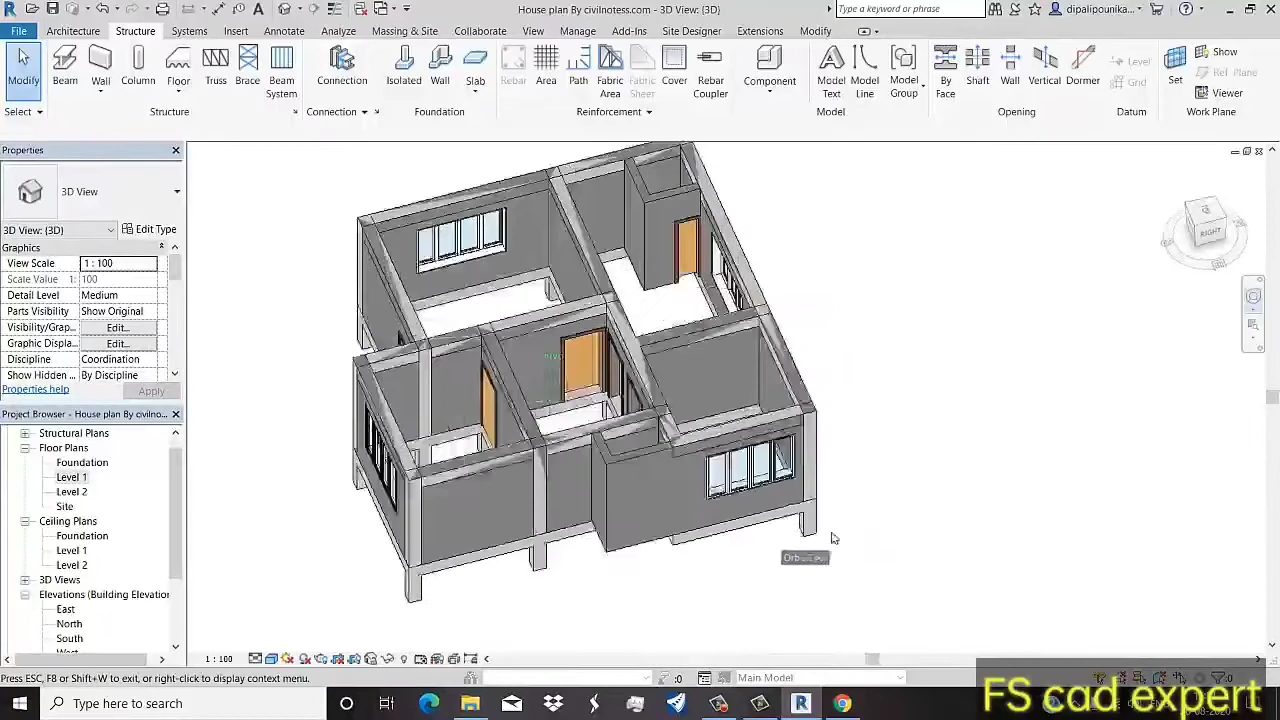 House plan By civilnotess.com - 3D View: {3D}
Type a keyword or phrase
dipalipounika...
File Architecture Structure Systems Insert Annotate Analyze Massing & Site Collaborate View Manage Add-Ins Site Designer Extensions Modify
Modify Beam Wall Column Floor Truss Brace Beam System Connection Isolated Wall Slab Rebar Area Path Fabric Area Fabric Sheet Cover Rebar Coupler Component Model Text Model Line Model Group By Face Shaft Wall Vertical Dormer Level Grid Set Show Ref Plane Viewer
Select Structure Connection Foundation Reinforcement Model Opening Datum Work Plane
Properties
3D View
3D View: {3D} Edit Type
Graphics
View Scale 1 : 100
Scale Value 1: 100
Detail Level Medium
Parts Visibility Show Original
Visibility/Grap... Edit...
Graphic Displa... Edit...
Discipline Coordination
Show Hidden By Discipline
Properties help Apply
Project Browser - House plan By civilno...
Structural Plans
Floor Plans
Foundation
Level 1
Level 2
Site
Ceiling Plans
Foundation
Level 1
Level 2
3D Views
Elevations (Building Elevation
East
North
South
West
RIGHT
1 : 100
Press ESC, F8 or Shift+W to exit, or right-click to display context menu.
:0
Main Model
Type here to search
FS cad expert